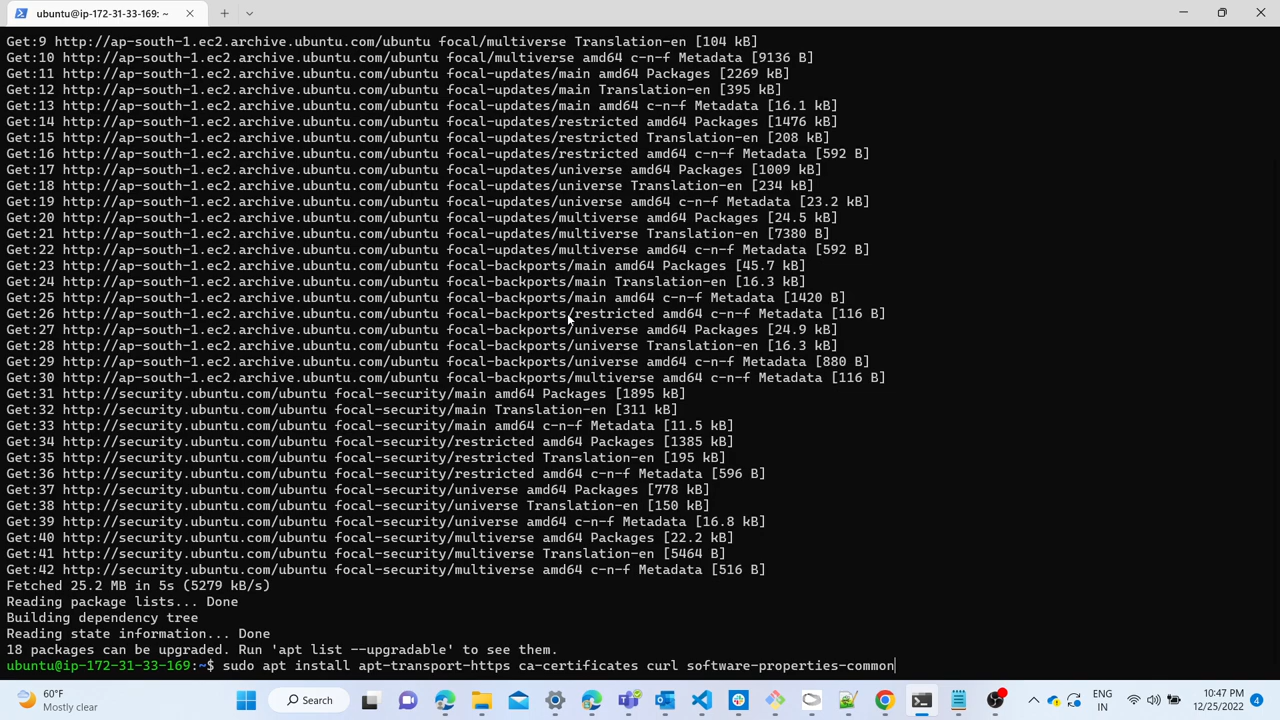 ubuntu@ip-172-31-33-169: ~
Get:9 http://ap-south-1.ec2.archive.ubuntu.com/ubuntu focal/multiverse Translation-en [104 kB]
Get:10 http://ap-south-1.ec2.archive.ubuntu.com/ubuntu focal/multiverse amd64 c-n-f Metadata [9136 B]
Get:11 http://ap-south-1.ec2.archive.ubuntu.com/ubuntu focal-updates/main amd64 Packages [2269 kB]
Get:12 http://ap-south-1.ec2.archive.ubuntu.com/ubuntu focal-updates/main Translation-en [395 kB]
Get:13 http://ap-south-1.ec2.archive.ubuntu.com/ubuntu focal-updates/main amd64 c-n-f Metadata [16.1 kB]
Get:14 http://ap-south-1.ec2.archive.ubuntu.com/ubuntu focal-updates/restricted amd64 Packages [1476 kB]
Get:15 http://ap-south-1.ec2.archive.ubuntu.com/ubuntu focal-updates/restricted Translation-en [208 kB]
Get:16 http://ap-south-1.ec2.archive.ubuntu.com/ubuntu focal-updates/restricted amd64 c-n-f Metadata [592 B]
Get:17 http://ap-south-1.ec2.archive.ubuntu.com/ubuntu focal-updates/universe amd64 Packages [1009 kB]
Get:18 http://ap-south-1.ec2.archive.ubuntu.com/ubuntu focal-updates/universe Translation-en [234 kB]
Get:19 http://ap-south-1.ec2.archive.ubuntu.com/ubuntu focal-updates/universe amd64 c-n-f Metadata [23.2 kB]
Get:20 http://ap-south-1.ec2.archive.ubuntu.com/ubuntu focal-updates/multiverse amd64 Packages [24.5 kB]
Get:21 http://ap-south-1.ec2.archive.ubuntu.com/ubuntu focal-updates/multiverse Translation-en [7380 B]
Get:22 http://ap-south-1.ec2.archive.ubuntu.com/ubuntu focal-updates/multiverse amd64 c-n-f Metadata [592 B]
Get:23 http://ap-south-1.ec2.archive.ubuntu.com/ubuntu focal-backports/main amd64 Packages [45.7 kB]
Get:24 http://ap-south-1.ec2.archive.ubuntu.com/ubuntu focal-backports/main Translation-en [16.3 kB]
Get:25 http://ap-south-1.ec2.archive.ubuntu.com/ubuntu focal-backports/main amd64 c-n-f Metadata [1420 B]
Get:26 http://ap-south-1.ec2.archive.ubuntu.com/ubuntu focal-backports/restricted amd64 c-n-f Metadata [116 B]
Get:27 http://ap-south-1.ec2.archive.ubuntu.com/ubuntu focal-backports/universe amd64 Packages [24.9 kB]
Get:28 http://ap-south-1.ec2.archive.ubuntu.com/ubuntu focal-backports/universe Translation-en [16.3 kB]
Get:29 http://ap-south-1.ec2.archive.ubuntu.com/ubuntu focal-backports/universe amd64 c-n-f Metadata [880 B]
Get:30 http://ap-south-1.ec2.archive.ubuntu.com/ubuntu focal-backports/multiverse amd64 c-n-f Metadata [116 B]
Get:31 http://security.ubuntu.com/ubuntu focal-security/main amd64 Packages [1895 kB]
Get:32 http://security.ubuntu.com/ubuntu focal-security/main Translation-en [311 kB]
Get:33 http://security.ubuntu.com/ubuntu focal-security/main amd64 c-n-f Metadata [11.5 kB]
Get:34 http://security.ubuntu.com/ubuntu focal-security/restricted amd64 Packages [1385 kB]
Get:35 http://security.ubuntu.com/ubuntu focal-security/restricted Translation-en [195 kB]
Get:36 http://security.ubuntu.com/ubuntu focal-security/restricted amd64 c-n-f Metadata [596 B]
Get:37 http://security.ubuntu.com/ubuntu focal-security/universe amd64 Packages [778 kB]
Get:38 http://security.ubuntu.com/ubuntu focal-security/universe Translation-en [150 kB]
Get:39 http://security.ubuntu.com/ubuntu focal-security/universe amd64 c-n-f Metadata [16.8 kB]
Get:40 http://security.ubuntu.com/ubuntu focal-security/multiverse amd64 Packages [22.2 kB]
Get:41 http://security.ubuntu.com/ubuntu focal-security/multiverse Translation-en [5464 B]
Get:42 http://security.ubuntu.com/ubuntu focal-security/multiverse amd64 c-n-f Metadata [516 B]
Fetched 25.2 MB in 5s (5279 kB/s)
Reading package lists... Done
Building dependency tree
Reading state information... Done
18 packages can be upgraded. Run 'apt list --upgradable' to see them.
ubuntu@ip-172-31-33-169:~$ sudo apt install apt-transport-https ca-certificates curl software-properties-common
60°F
Mostly clear
Search
ENG
IN
10:47 PM
12/25/2022
4